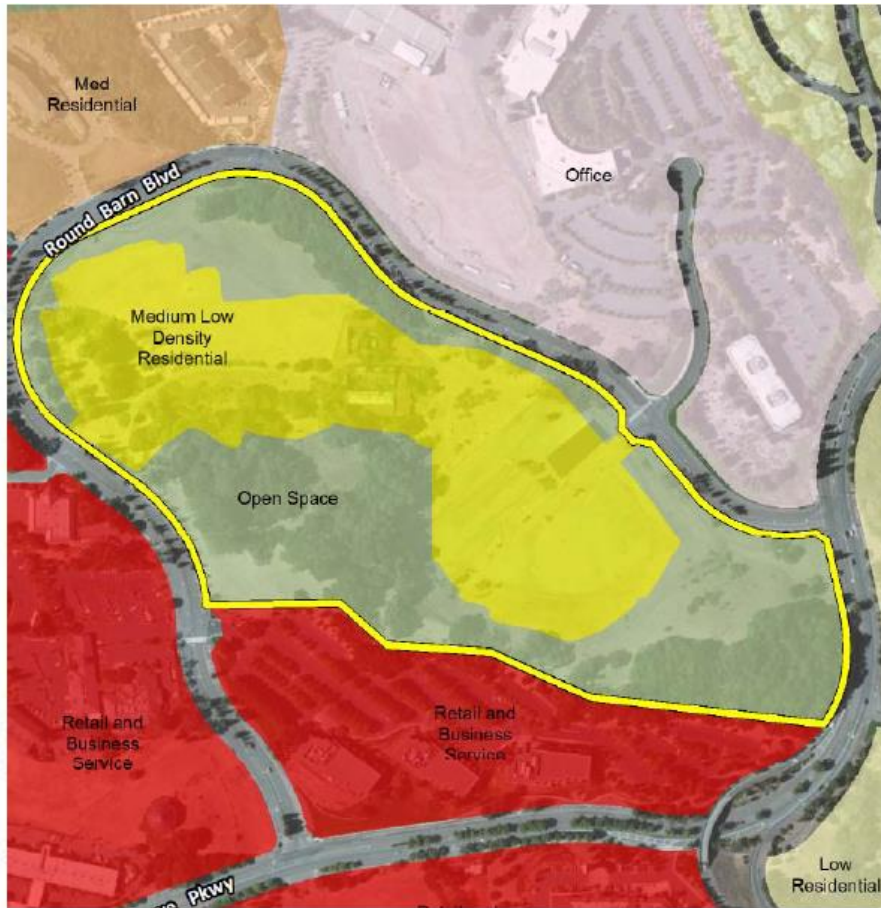 Med
Residential
Office
Round Barn Blvd
Medium Low
Density
Residential
Open Space
Retail and
Business
Service
Retail and
Business
Service
Low
Residential
Pkwy